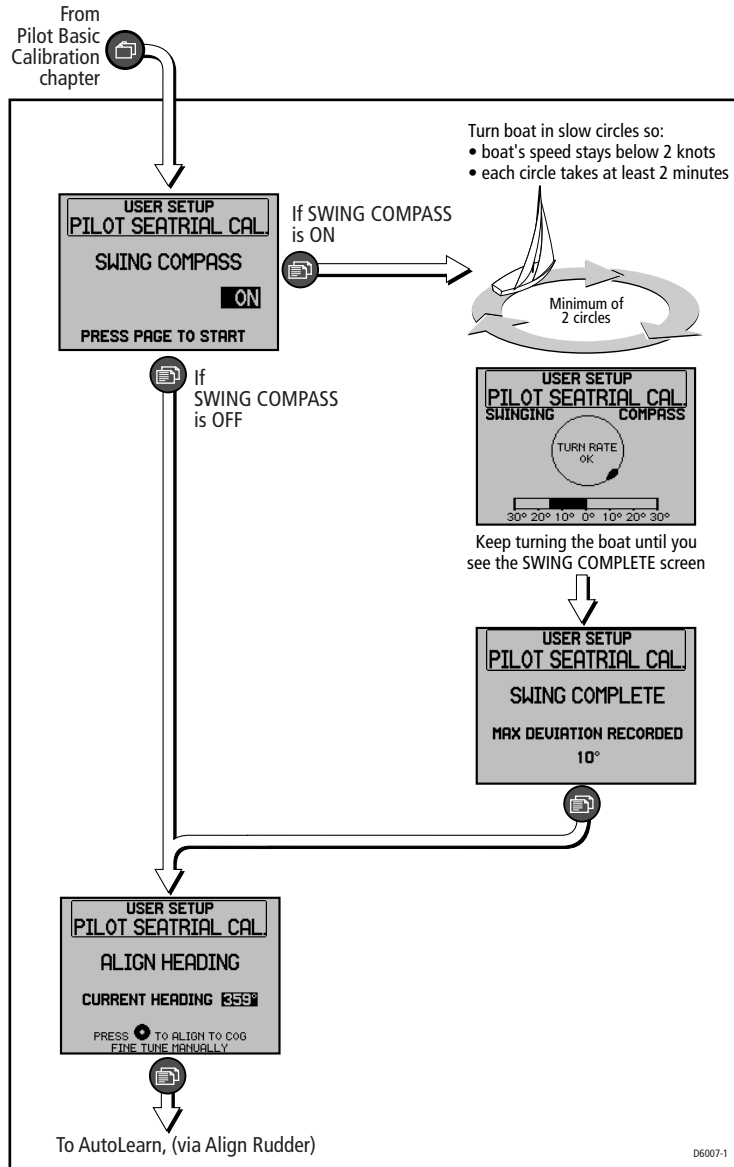 From
Pilot Basic
Calibration
chapter
Turn boat in slow circles so:
• boat's speed stays below 2 knots
• each circle takes at least 2 minutes
USER SETUP
PILOT SEATRIAL CAL.
SWING COMPASS
ON
PRESS PAGE TO START
If SWING COMPASS
is ON
Minimum of
2 circles
If
SWING COMPASS
is OFF
USER SETUP
PILOT SEATRIAL CAL.
SWINGING COMPASS
TURN RATE
OK
30° 20° 10° 0° 10° 20° 30°
Keep turning the boat until you
see the SWING COMPLETE screen
USER SETUP
PILOT SEATRIAL CAL.
SWING COMPLETE
MAX DEVIATION RECORDED
10°
USER SETUP
PILOT SEATRIAL CAL.
ALIGN HEADING
CURRENT HEADING 359°
PRESS TO ALIGN TO COG
FINE TUNE MANUALLY
To AutoLearn, (via Align Rudder)
D6007-1